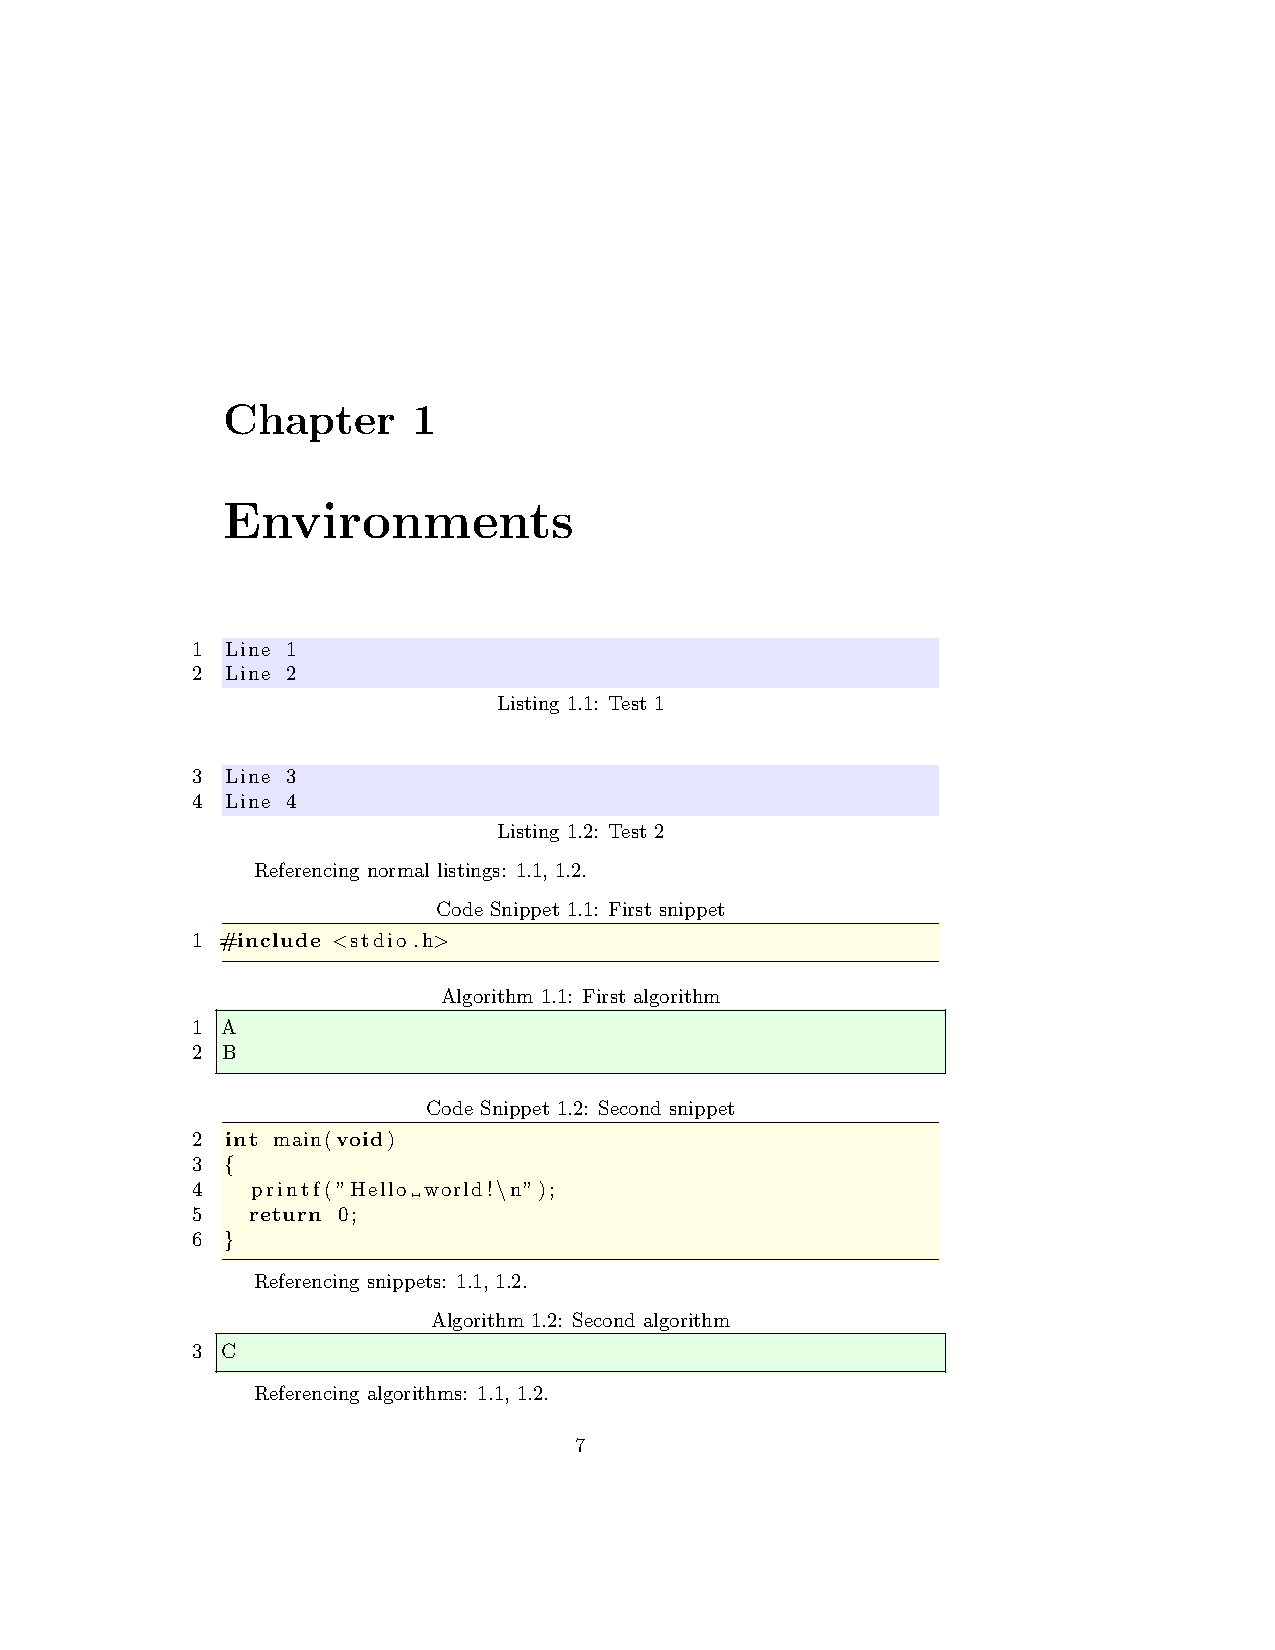 Chapter 1
Environments
1 Line 1
2 Line 2
Listing 1.1: Test 1
3 Line 3
4 Line 4
Listing 1.2: Test 2
Referencing normal listings: 1.1, 1.2.
Code Snippet 1.1: First snippet
1 #include <stdio.h>
Algorithm 1.1: First algorithm
1 A
2 B
Code Snippet 1.2: Second snippet
2 int main(void)
3 {
4 printf("Hello␣world!\n");
5 return 0;
6 }
Referencing snippets: 1.1, 1.2.
Algorithm 1.2: Second algorithm
3 C
Referencing algorithms: 1.1, 1.2.
7